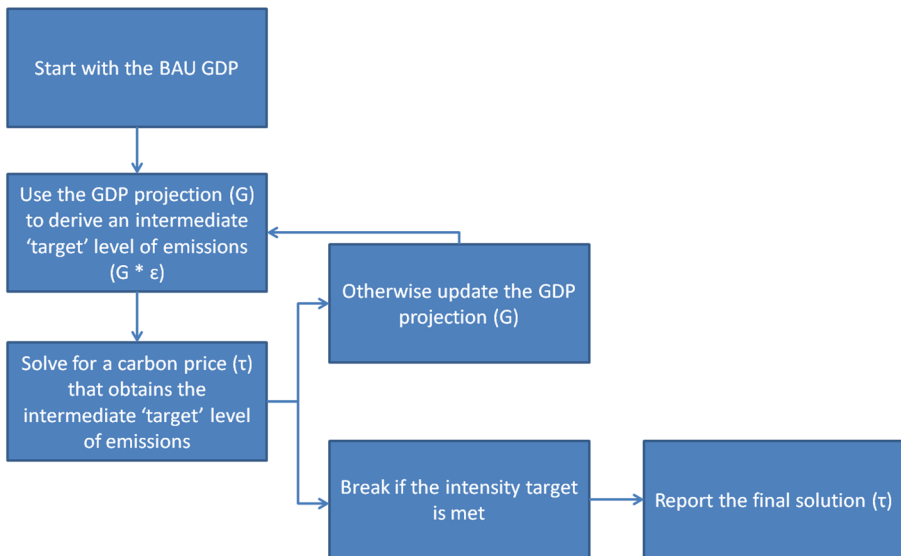 Start with the BAU GDP
Use the GDP projection (G)
to derive an intermediate
‘target’ level of emissions
(G * ε)
Otherwise update the GDP
projection (G)
Solve for a carbon price (τ)
that obtains the
intermediate ‘target’ level
of emissions
Break if the intensity target
is met
Report the final solution (τ)